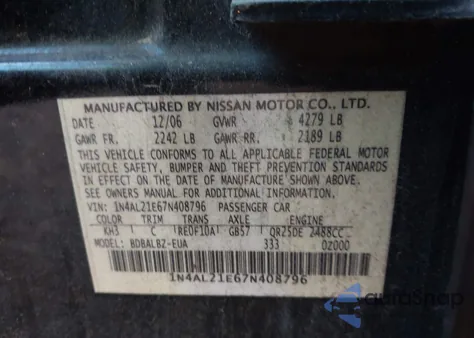 MANUFACTURED BY NISSAN MOTOR CO., LTD.
DATE 12/06 GVWR 4279 LB
GAWR FR. 2242 LB GAWR RR. 2189 LB
THIS VEHICLE CONFORMS TO ALL APPLICABLE FEDERAL MOTOR
VEHICLE SAFETY, BUMPER AND THEFT PREVENTION STANDARDS
IN EFFECT ON THE DATE OF MANUFACTURE SHOWN ABOVE.
SEE OWNERS MANUAL FOR ADDITIONAL INFORMATION.
VIN: 1N4AL21E67N408796 PASSENGER CAR
COLOR TRIM TRANS AXLE ENGINE
KH3 C RE0F10A GB57 QR25DE 2488CC
MODEL: BDBALBZ-EUA 333 02000
1N4AL21E67N408796
autoSnap